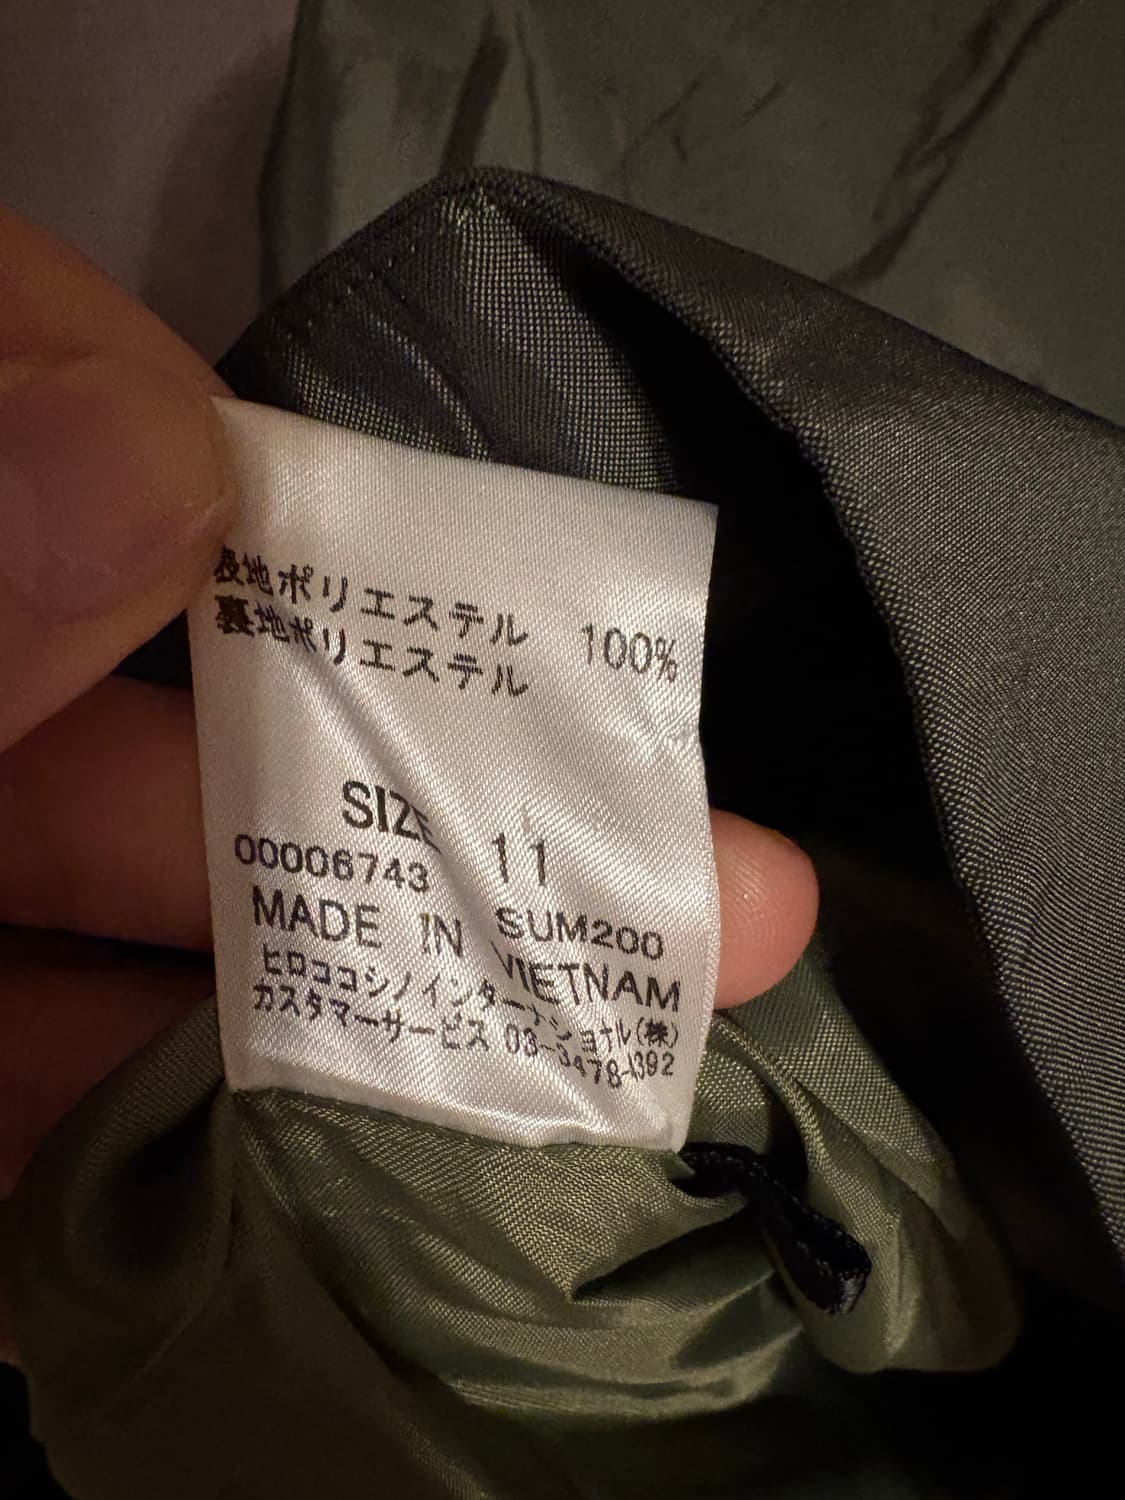 表地ポリエステル 100%
裏地ポリエステル
SIZE 11
00006743 SUM200
MADE IN VIETNAM
ヒロココシノインターナショナル(株)
カスタマーサービス 03-3478-1392